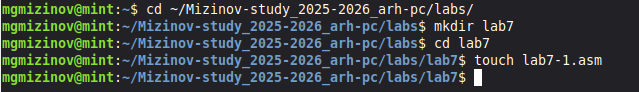 mgmizinov@mint:~$ cd ~/Mizinov-study_2025-2026_arh-pc/labs/
mgmizinov@mint:~/Mizinov-study_2025-2026_arh-pc/labs$ mkdir lab7
mgmizinov@mint:~/Mizinov-study_2025-2026_arh-pc/labs$ cd lab7
mgmizinov@mint:~/Mizinov-study_2025-2026_arh-pc/labs/lab7$ touch lab7-1.asm
mgmizinov@mint:~/Mizinov-study_2025-2026_arh-pc/labs/lab7$